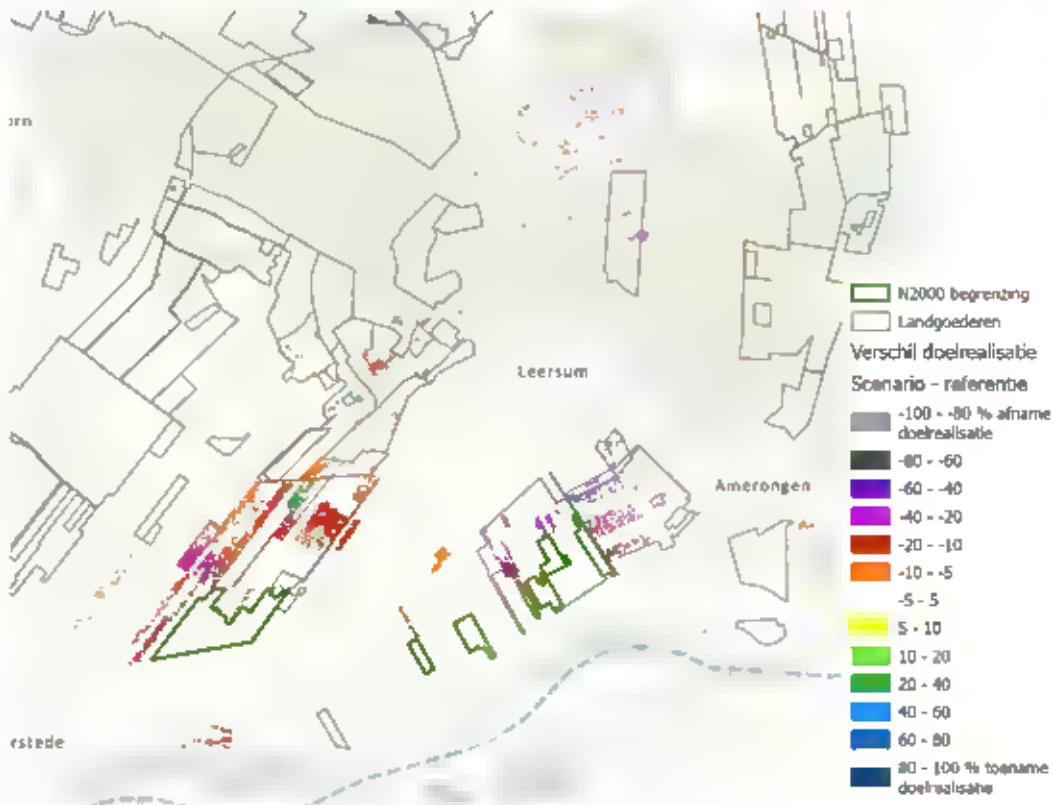 orn
Leersum
Amerongen
rstede
N2000 begrenzing
Landgoederen
Verschil doelrealisatie
Scenario - referentie
-100 - -80 % afname
doelrealisatie
-80 - -60
-60 - -40
-40 - -20
-20 - -10
-10 - -5
-5 - 5
5 - 10
10 - 20
20 - 40
40 - 60
60 - 80
80 - 100 % toename
doelrealisatie